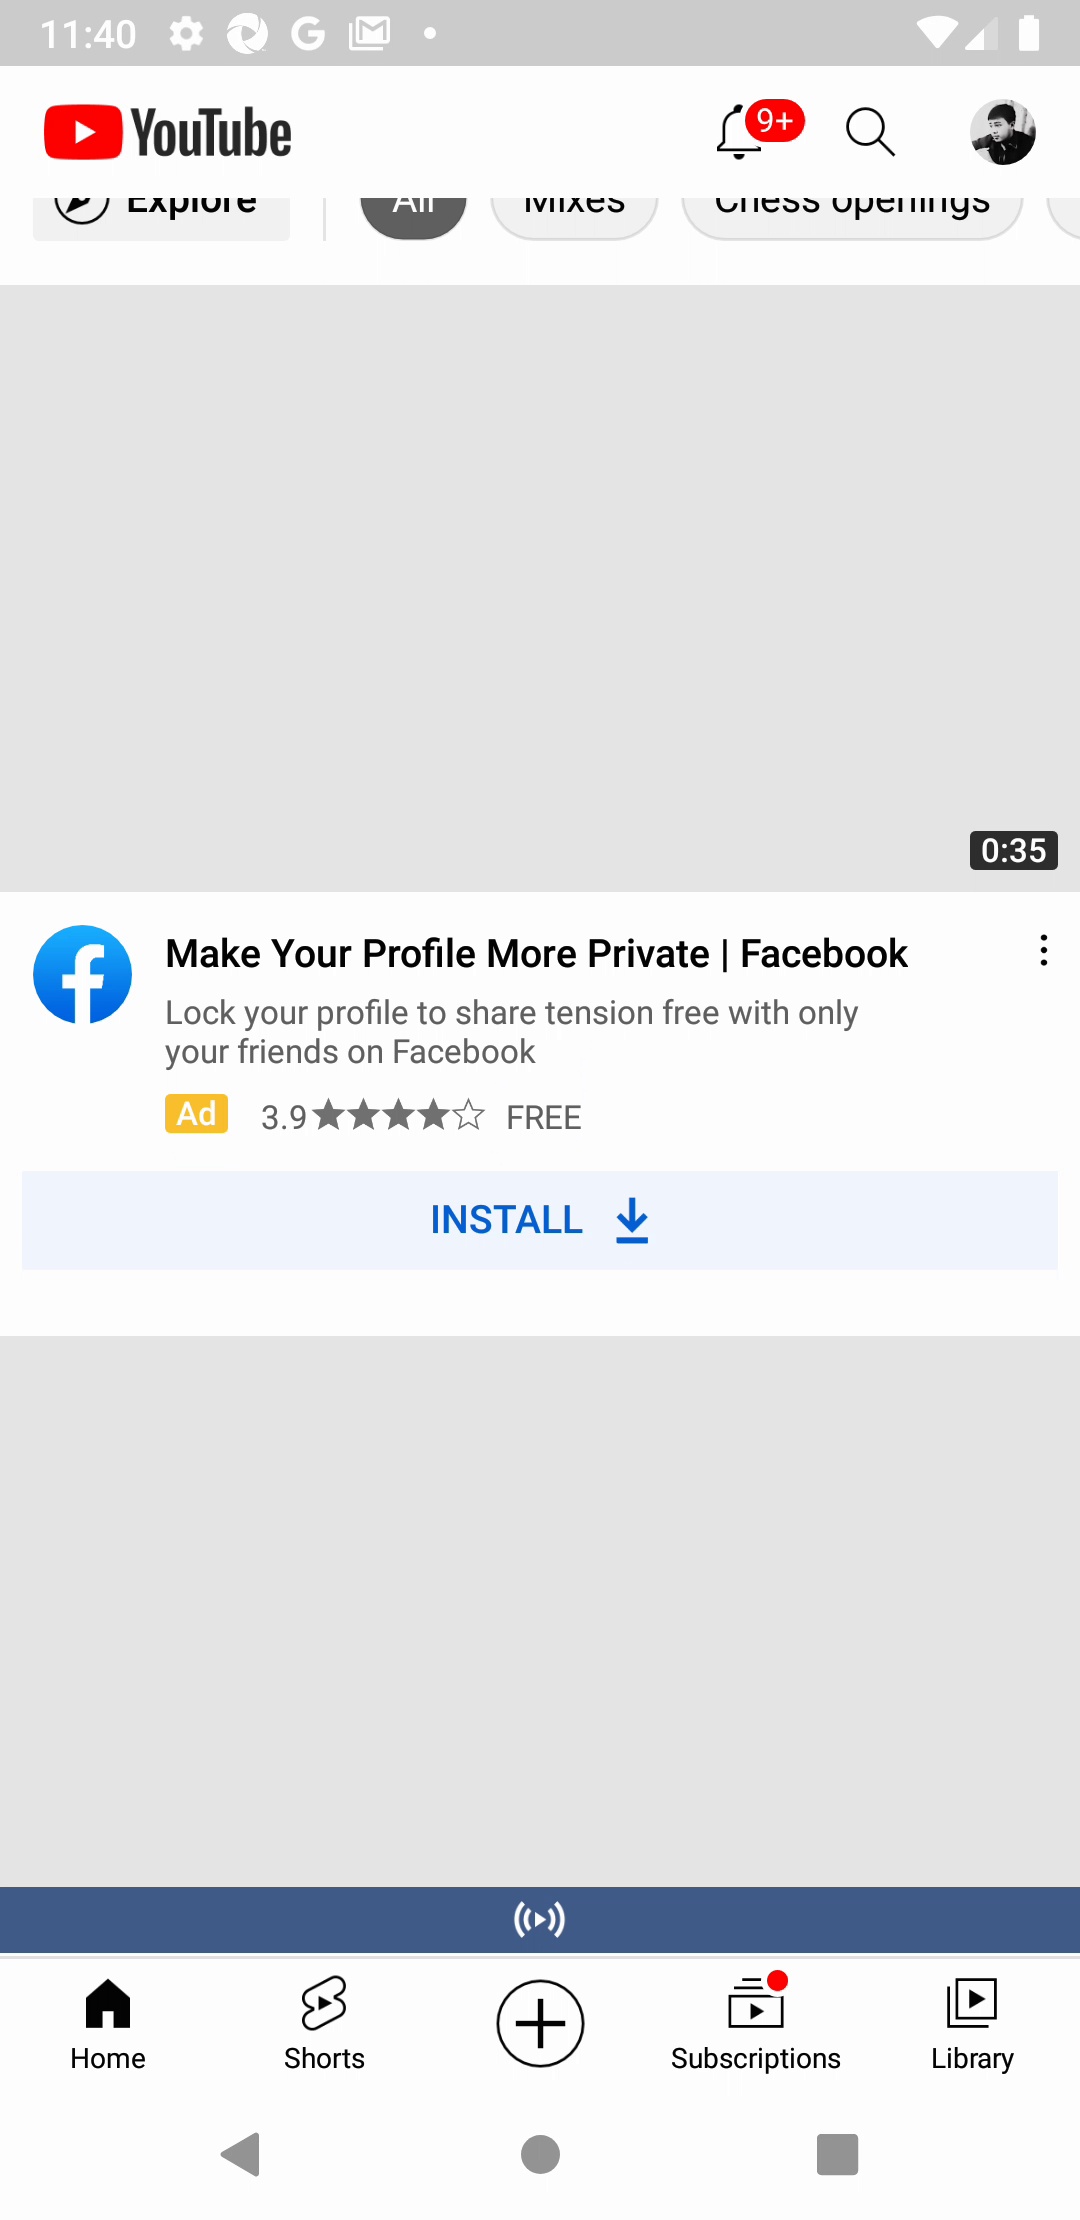 11:40
YouTube
9+
Explore
All
Mixes
Chess openings
0:35
Make Your Profile More Private | Facebook
Lock your profile to share tension free with only
your friends on Facebook
Ad 3.9 FREE
INSTALL
Home
Shorts
Subscriptions
Library